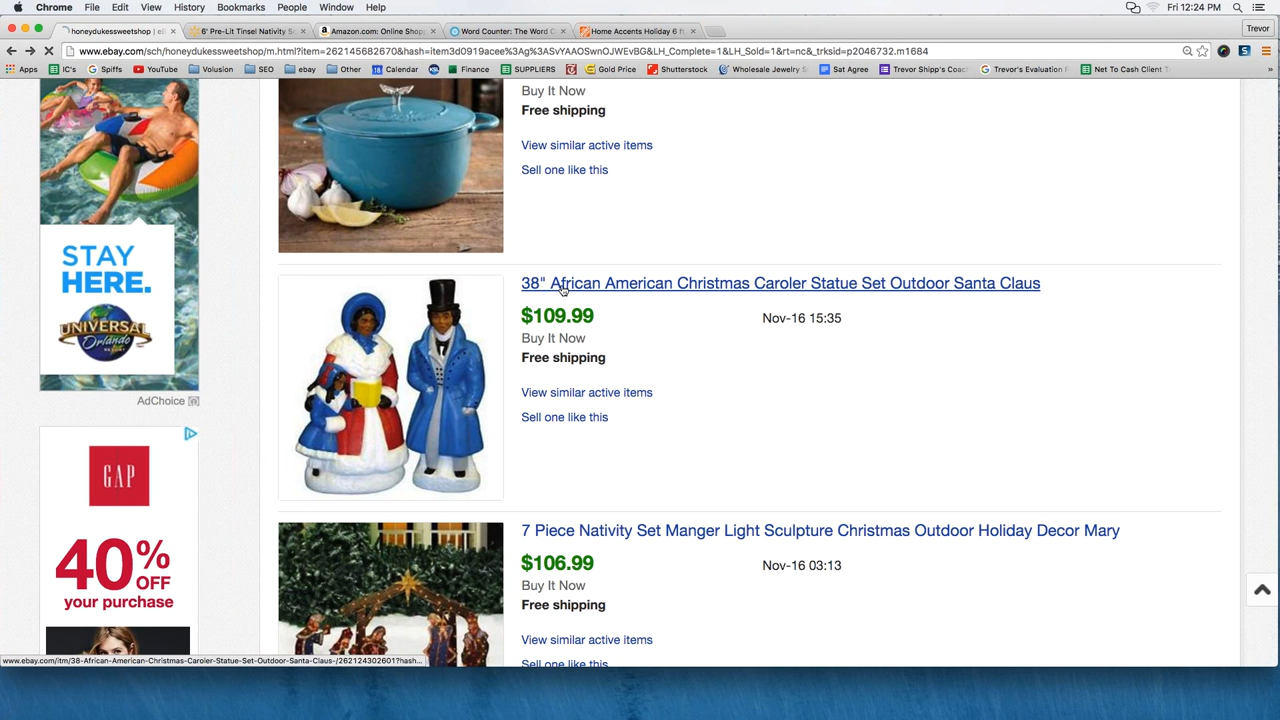 Chrome File Edit View History Bookmarks People Window Help Fri 12:24 PM
honeydukessweetshop | eb 6' Pre-Lit Tinsel Nativity Sc Amazon.com: Online Shopp Word Counter: The Word C Home Accents Holiday 6 ft Trevor
www.ebay.com/sch/honeydukessweetshop/m.html?item=262145682670&hash=item3d0919acee%3Ag%3ASvYAAOSwnOJWEvBG&LH_Complete=1&LH_Sold=1&rt=nc&_trksid=p2046732.m1684
Apps IC's Spiffs YouTube Volusion SEO ebay Other Calendar KSL Finance SUPPLIERS Gold Price Shutterstock Wholesale Jewelry Sat Agree Trevor Shipp's Coac Trevor's Evaluation F Net To Cash Client T
Buy It Now
Free shipping
View similar active items
Sell one like this
STAY
HERE.
UNIVERSAL
Orlando
RESORT
AdChoice
38" African American Christmas Caroler Statue Set Outdoor Santa Claus
$109.99 Nov-16 15:35
Buy It Now
Free shipping
View similar active items
Sell one like this
GAP
40% OFF
your purchase
7 Piece Nativity Set Manger Light Sculpture Christmas Outdoor Holiday Decor Mary
$106.99 Nov-16 03:13
Buy It Now
Free shipping
View similar active items
Sell one like this
www.ebay.com/itm/38-African-American-Christmas-Caroler-Statue-Set-Outdoor-Santa-Claus-/262124302601?hash...